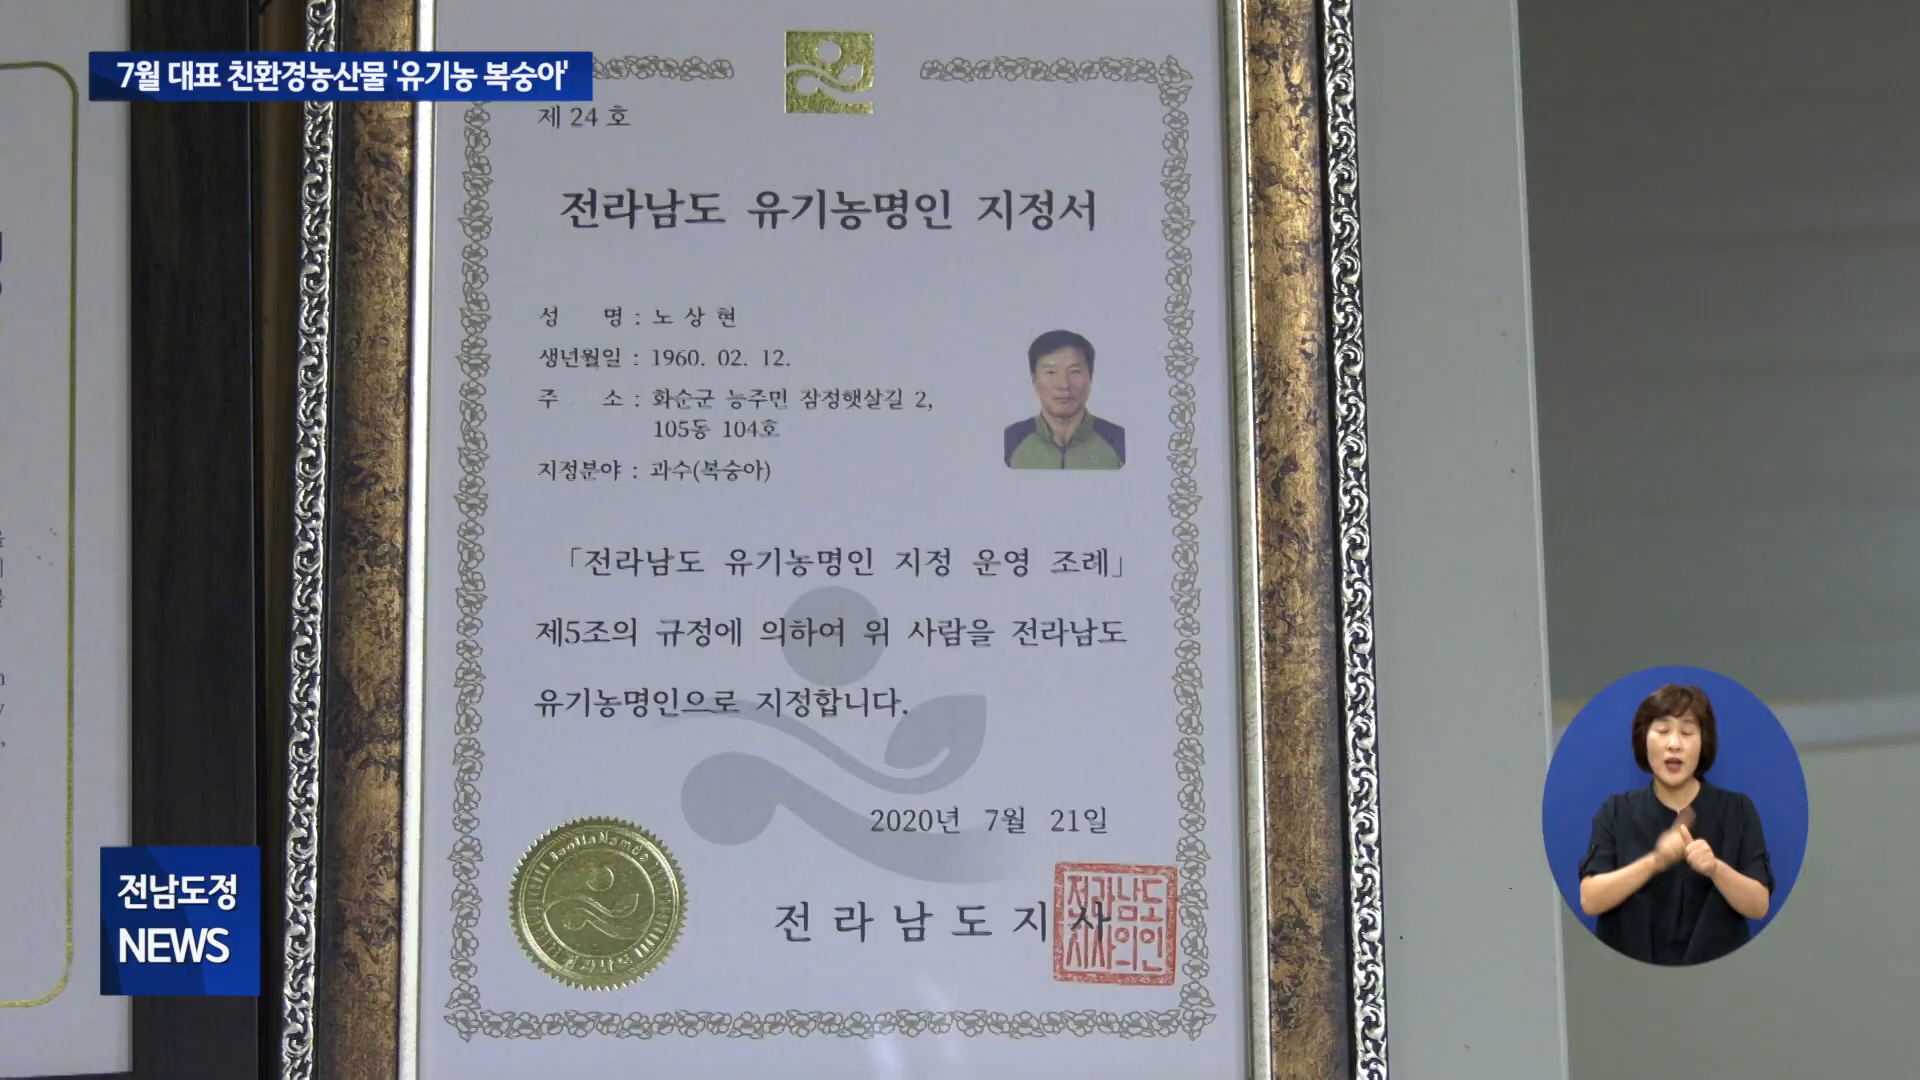 7월 대표 친환경농산물 '유기농 복숭아'
제 24 호
전라남도 유기농명인 지정서
성 명 : 노 상 현
생년월일 : 1960. 02. 12.
주 소 : 화순군 능주면 잠정햇살길 2,
105동 104호
지정분야 : 과수(복숭아)
「전라남도 유기농명인 지정 운영 조례」
제5조의 규정에 의하여 위 사람을 전라남도
유기농명인으로 지정합니다.
2020년 7월 21일
전 라 남 도 지 사
전라남도
지사의인
전남도정
NEWS